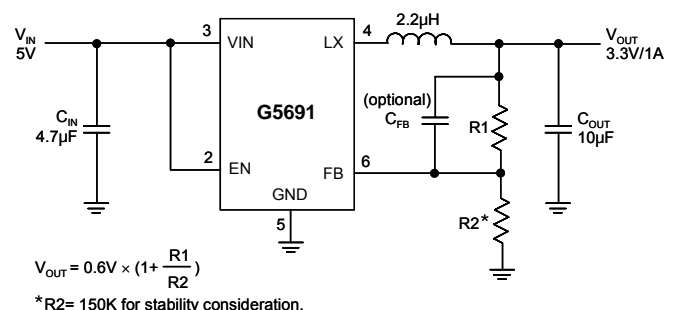 V_IN
5V
3
VIN
LX
4
2.2µH
V_OUT
3.3V/1A
C_IN
4.7µF
G5691
(optional)
C_FB
R1
C_OUT
10µF
2
EN
FB
6
GND
5
R2*
V_OUT = 0.6V × (1+ R1/R2)
*R2= 150K for stability consideration.